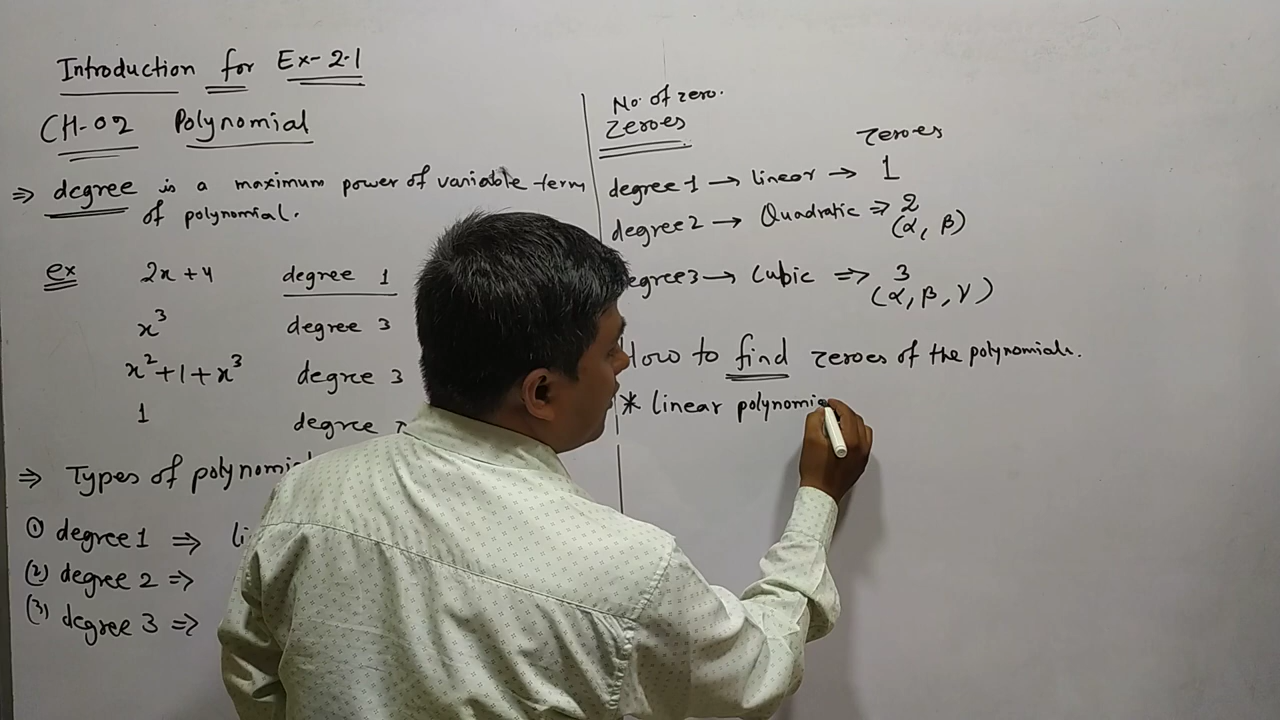 Introduction for Ex-2.1
CH-02 Polynomial
⇒ degree is a maximum power of variable term
of polynomial.
ex 2x+4 degree 1
x³ degree 3
x²+1+x³ degree 3
1 degree
⇒ Types of
① degree 1 ⇒
(2) degree 2 ⇒
(3) degree 3 ⇒
No. of zero.
Zeroes
zeroes
degree 1 → linear → 1
degree 2 → Quadratic ⇒ 2
(α, β)
egree 3 → Cubic ⇒ 3
(α, β, γ)
How to find zeroes of the polynomials.
* linear polynomia